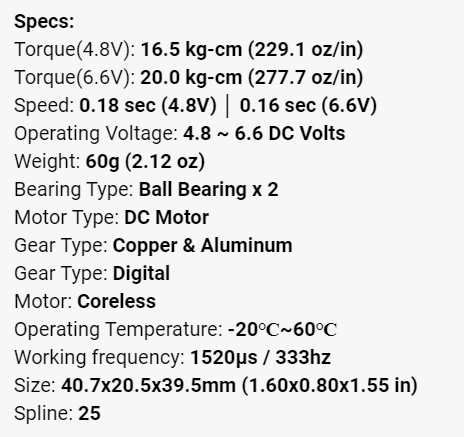 Specs:
Torque(4.8V): 16.5 kg-cm (229.1 oz/in)
Torque(6.6V): 20.0 kg-cm (277.7 oz/in)
Speed: 0.18 sec (4.8V) │ 0.16 sec (6.6V)
Operating Voltage: 4.8 ~ 6.6 DC Volts
Weight: 60g (2.12 oz)
Bearing Type: Ball Bearing x 2
Motor Type: DC Motor
Gear Type: Copper & Aluminum
Gear Type: Digital
Motor: Coreless
Operating Temperature: -20℃~60℃
Working frequency: 1520μs / 333hz
Size: 40.7x20.5x39.5mm (1.60x0.80x1.55 in)
Spline: 25